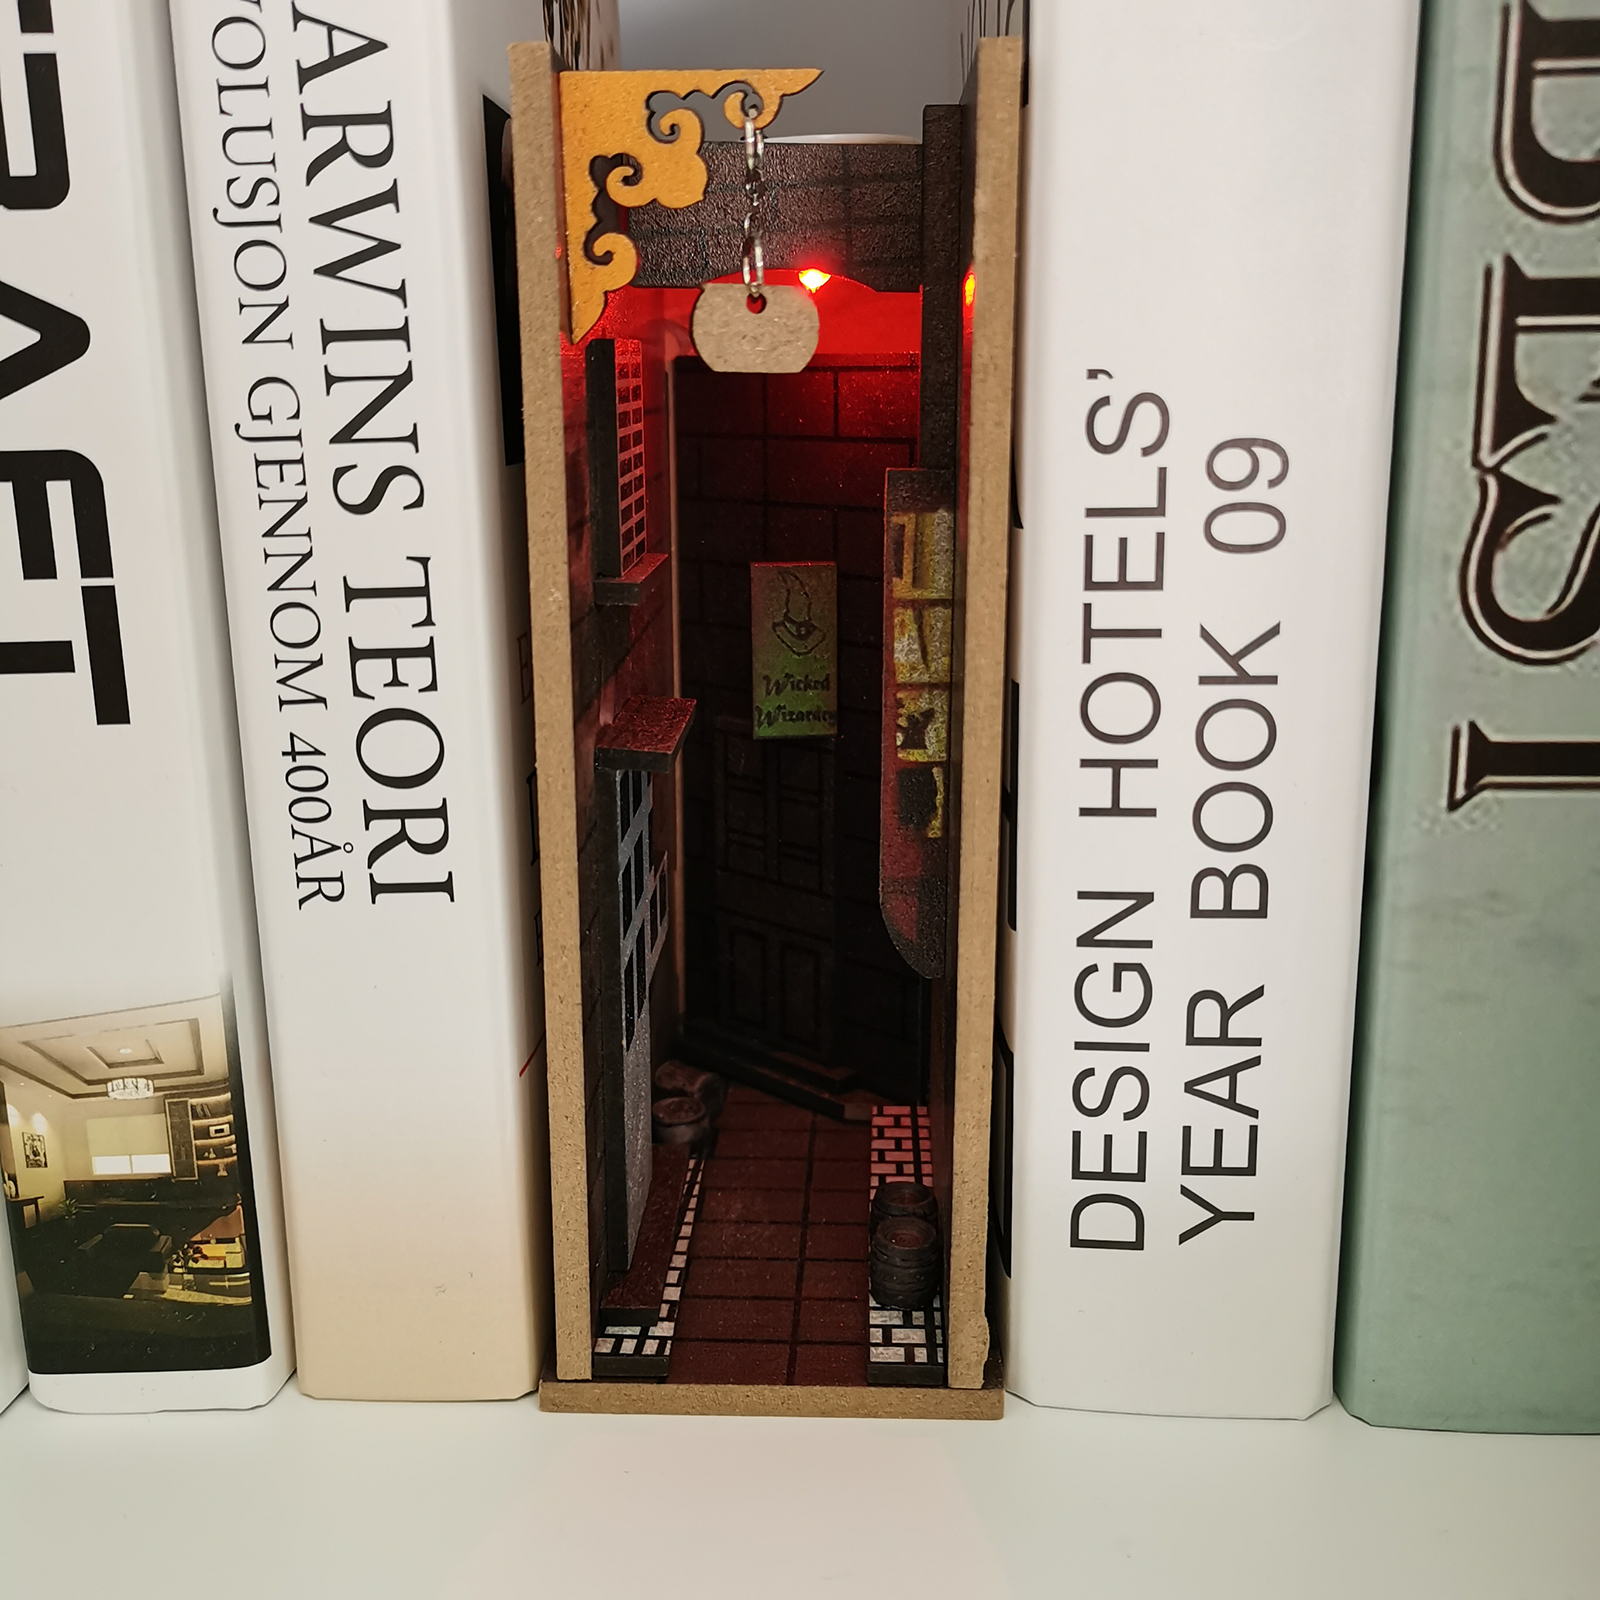 ARWINS TEORI
VOLUSJON GJENNOM 400ÅR
Wicked
Wizardry
DESIGN HOTELS'
YEAR BOOK 09